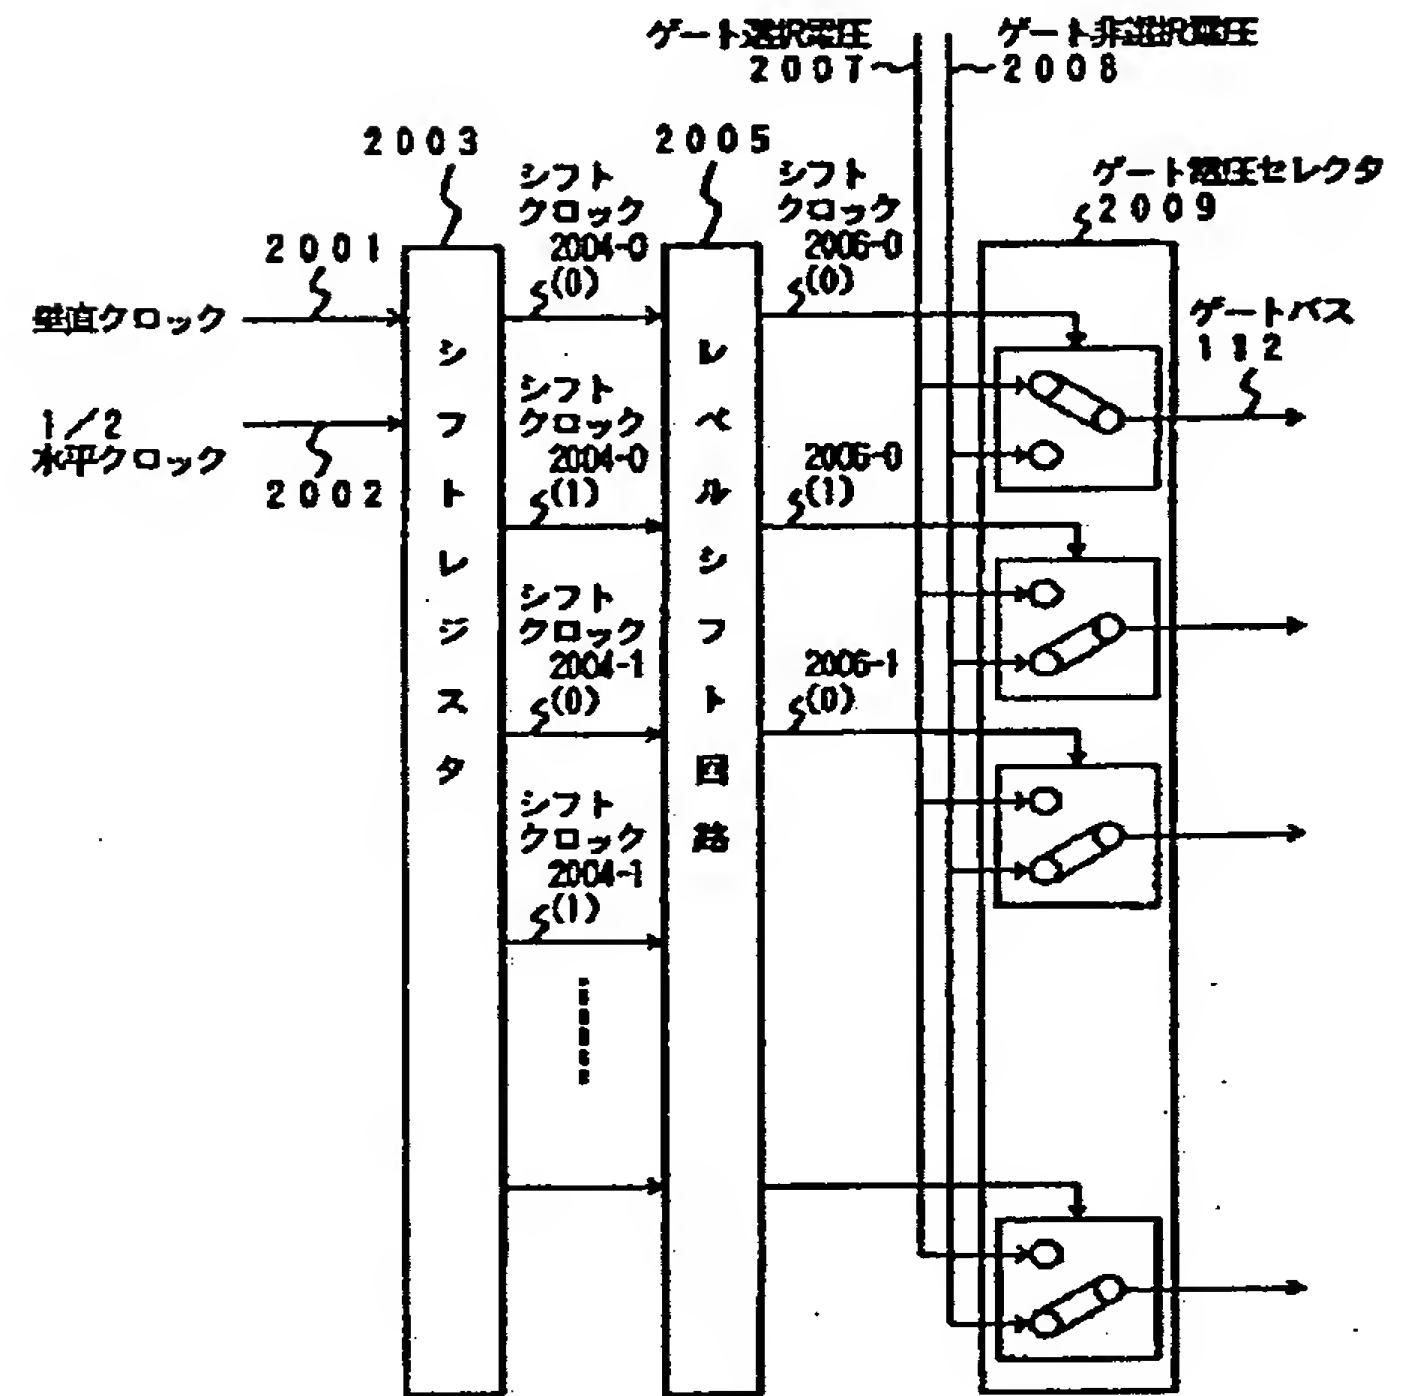 ゲート選択電圧
2007
ゲート非選択電圧
2008
2003
2005
シフト
クロック
2004-0
(0)
シフト
クロック
2006-0
(0)
ゲート電圧セレクタ
2009
2001
垂直クロック
ゲートバス
112
1/2
水平クロック
2002
シフトレジスタ
シフト
クロック
2004-0
(1)
レベルシフト回路
2006-0
(1)
シフト
クロック
2004-1
(0)
2006-1
(0)
シフト
クロック
2004-1
(1)